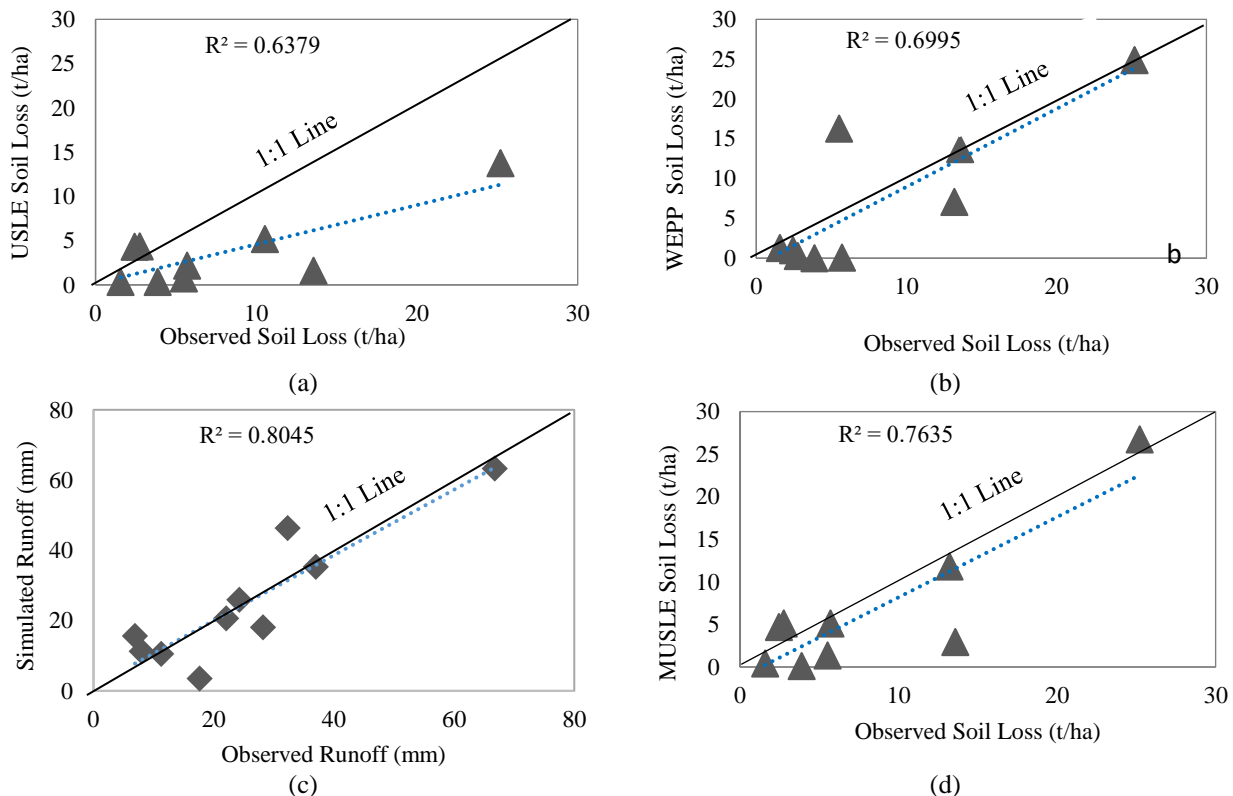 R² = 0.6379
USLE Soil Loss (t/ha)
1:1 Line
30
25
20
15
10
5
0
0 10 20 30
Observed Soil Loss (t/ha)
(a)
R² = 0.6995
WEPP Soil Loss (t/ha)
1:1 Line
30
25
20
15
10
5
0
b
0 10 20 30
Observed Soil Loss (t/ha)
(b)
R² = 0.8045
Simulated Runoff (mm)
1:1 Line
80
60
40
20
0
0 20 40 60 80
Observed Runoff (mm)
(c)
R² = 0.7635
MUSLE Soil Loss (t/ha)
1:1 Line
30
25
20
15
10
5
0
0 10 20 30
Observed Soil Loss (t/ha)
(d)